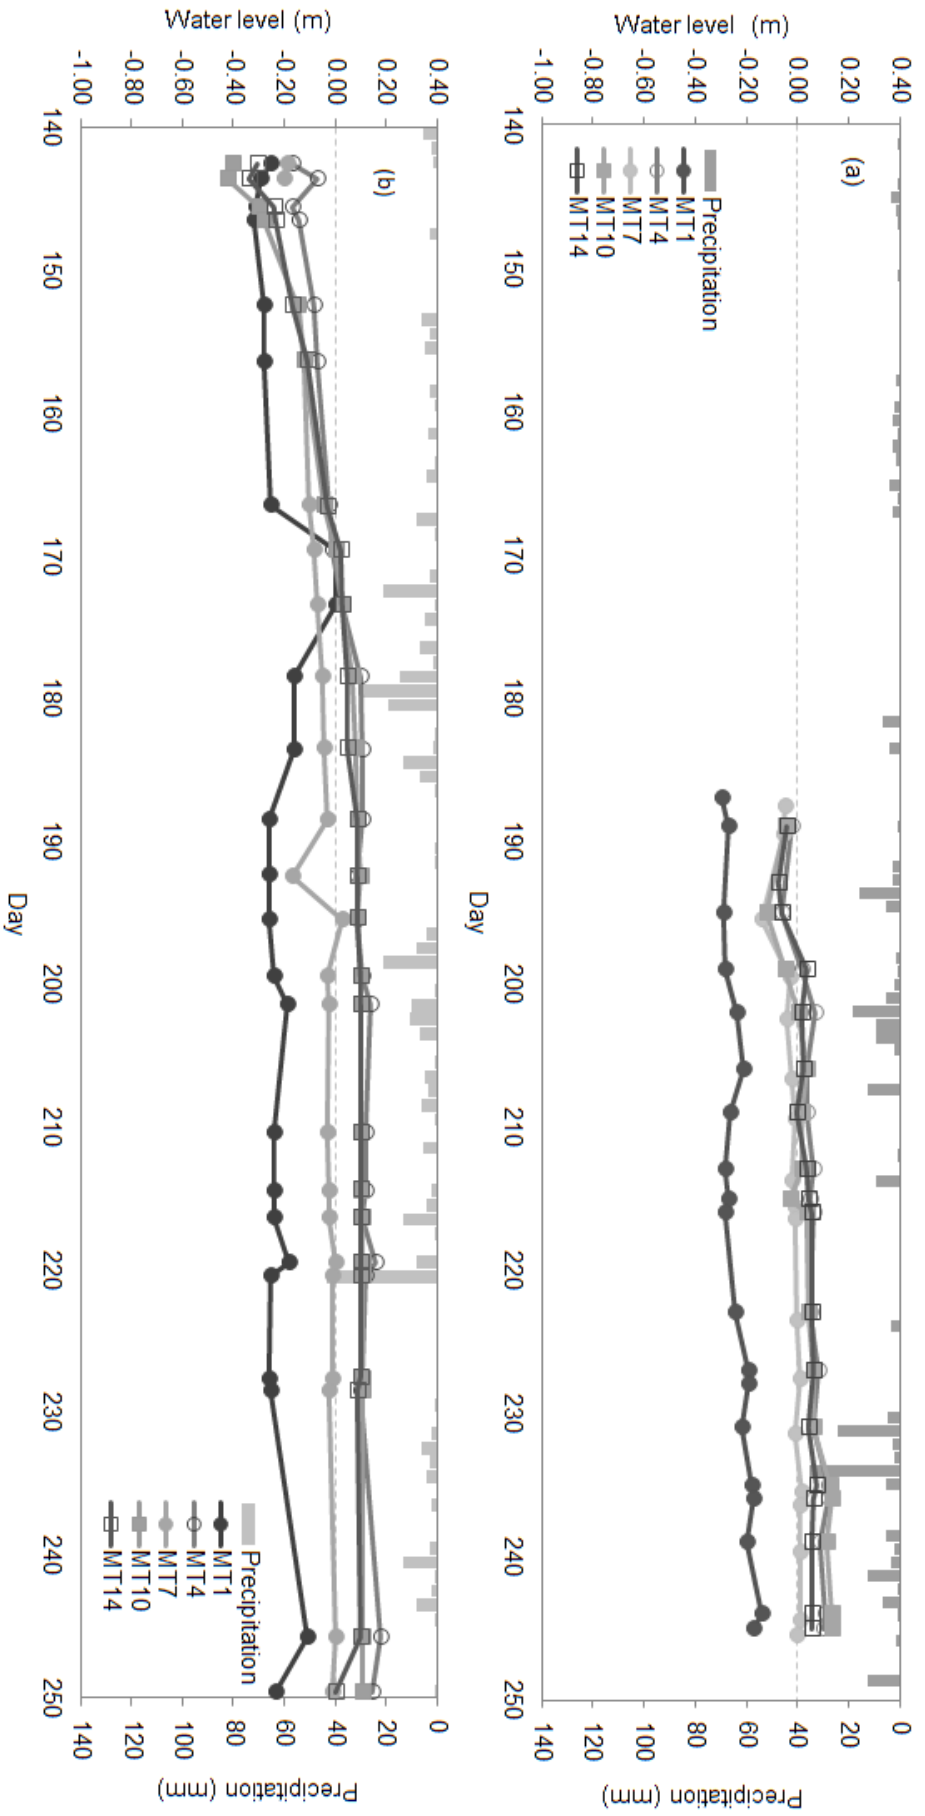 (a)
Water level (m)
0.40
0.20
0.00
-0.20
-0.40
-0.60
-0.80
-1.00
Precipitation
MT1
MT4
MT7
MT10
MT14
140
150
160
170
180
190
200
210
220
230
240
250
Day
0
20
40
60
80
100
120
140
Precipitation (mm)
(b)
Water level (m)
0.40
0.20
0.00
-0.20
-0.40
-0.60
-0.80
-1.00
Precipitation
MT1
MT4
MT7
MT10
MT14
140
150
160
170
180
190
200
210
220
230
240
250
Day
0
20
40
60
80
100
120
140
Precipitation (mm)